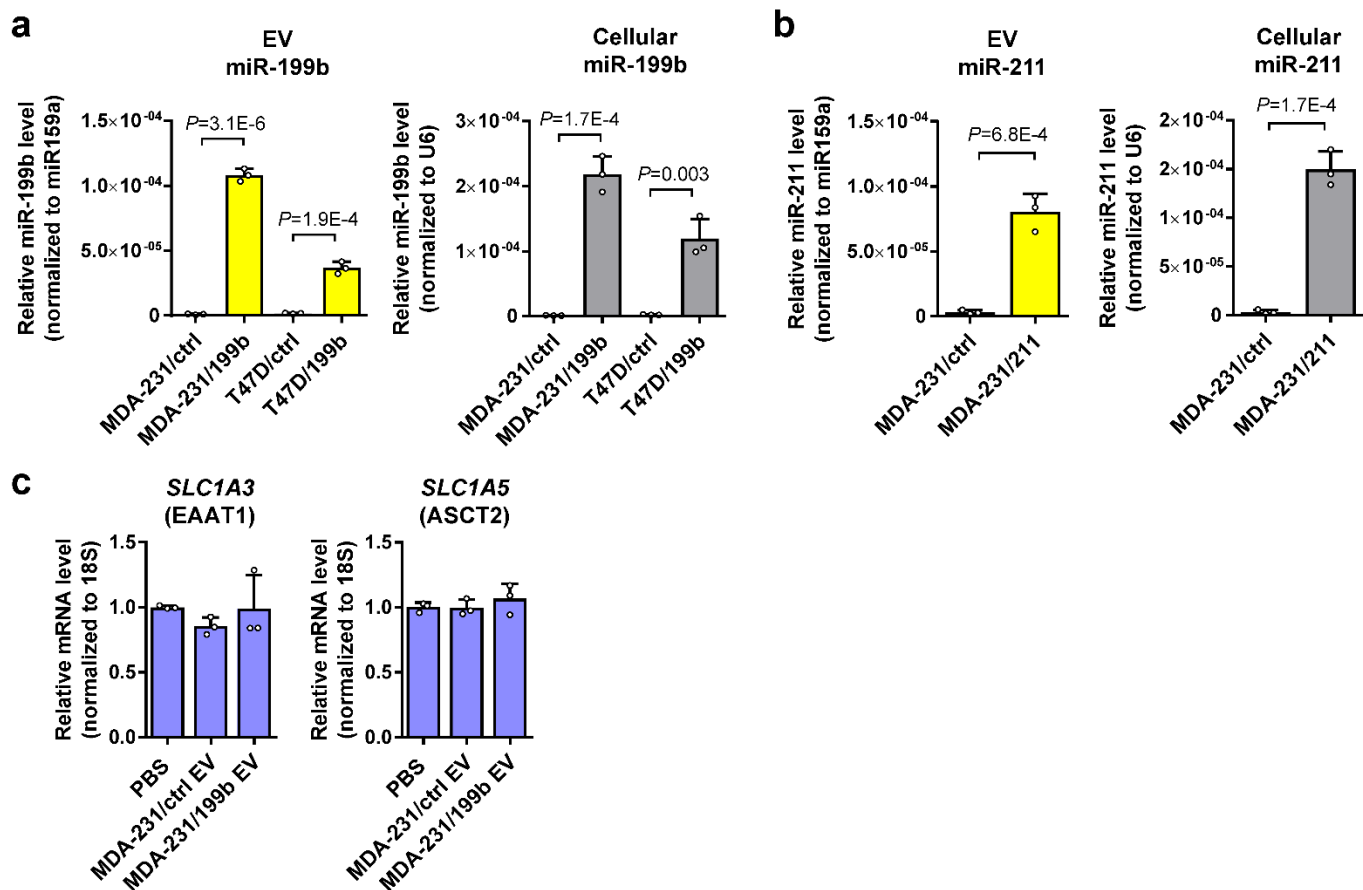 a
EV
miR-199b
Relative miR-199b level
(normalized to miR159a)
1.5×10⁻⁰⁴
1.0×10⁻⁰⁴
5.0×10⁻⁰⁵
0
P=3.1E-6
P=1.9E-4
MDA-231/ctrl
MDA-231/199b
T47D/ctrl
T47D/199b
Cellular
miR-199b
Relative miR-199b level
(normalized to U6)
3×10⁻⁰⁴
2×10⁻⁰⁴
1×10⁻⁰⁴
0
P=1.7E-4
P=0.003
MDA-231/ctrl
MDA-231/199b
T47D/ctrl
T47D/199b
b
EV
miR-211
Relative miR-211 level
(normalized to miR159a)
1.5×10⁻⁰⁴
1.0×10⁻⁰⁴
5.0×10⁻⁰⁵
0
P=6.8E-4
MDA-231/ctrl
MDA-231/211
Cellular
miR-211
Relative miR-211 level
(normalized to U6)
2×10⁻⁰⁴
2×10⁻⁰⁴
1×10⁻⁰⁴
5×10⁻⁰⁵
0
P=1.7E-4
MDA-231/ctrl
MDA-231/211
c
SLC1A3
(EAAT1)
Relative mRNA level
(normalized to 18S)
1.5
1.0
0.5
0.0
PBS
MDA-231/ctrl EV
MDA-231/199b EV
SLC1A5
(ASCT2)
Relative mRNA level
(normalized to 18S)
1.5
1.0
0.5
0.0
PBS
MDA-231/ctrl EV
MDA-231/199b EV